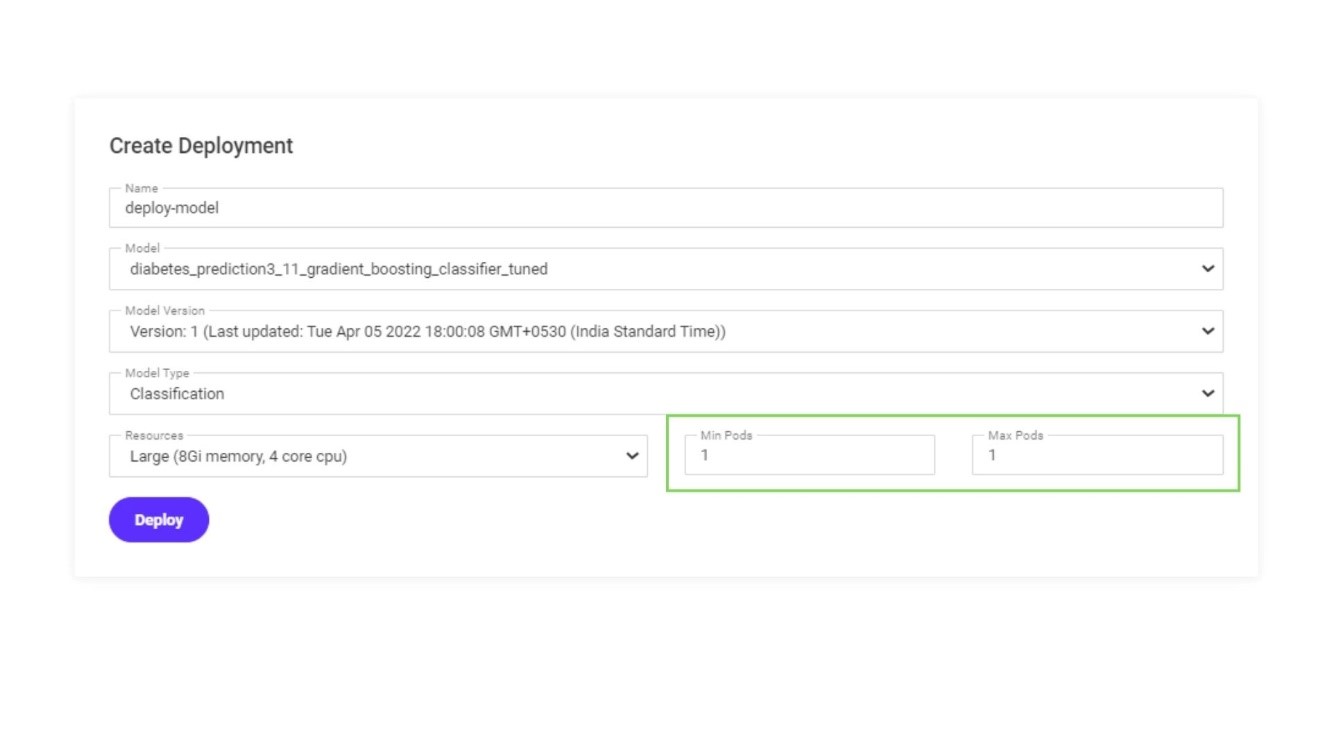 Create Deployment
Name
deploy-model
Model
diabetes_prediction3_11_gradient_boosting_classifier_tuned
Model Version
Version: 1 (Last updated: Tue Apr 05 2022 18:00:08 GMT+0530 (India Standard Time))
Model Type
Classification
Resources
Large (8Gi memory, 4 core cpu)
Min Pods
1
Max Pods
1
Deploy